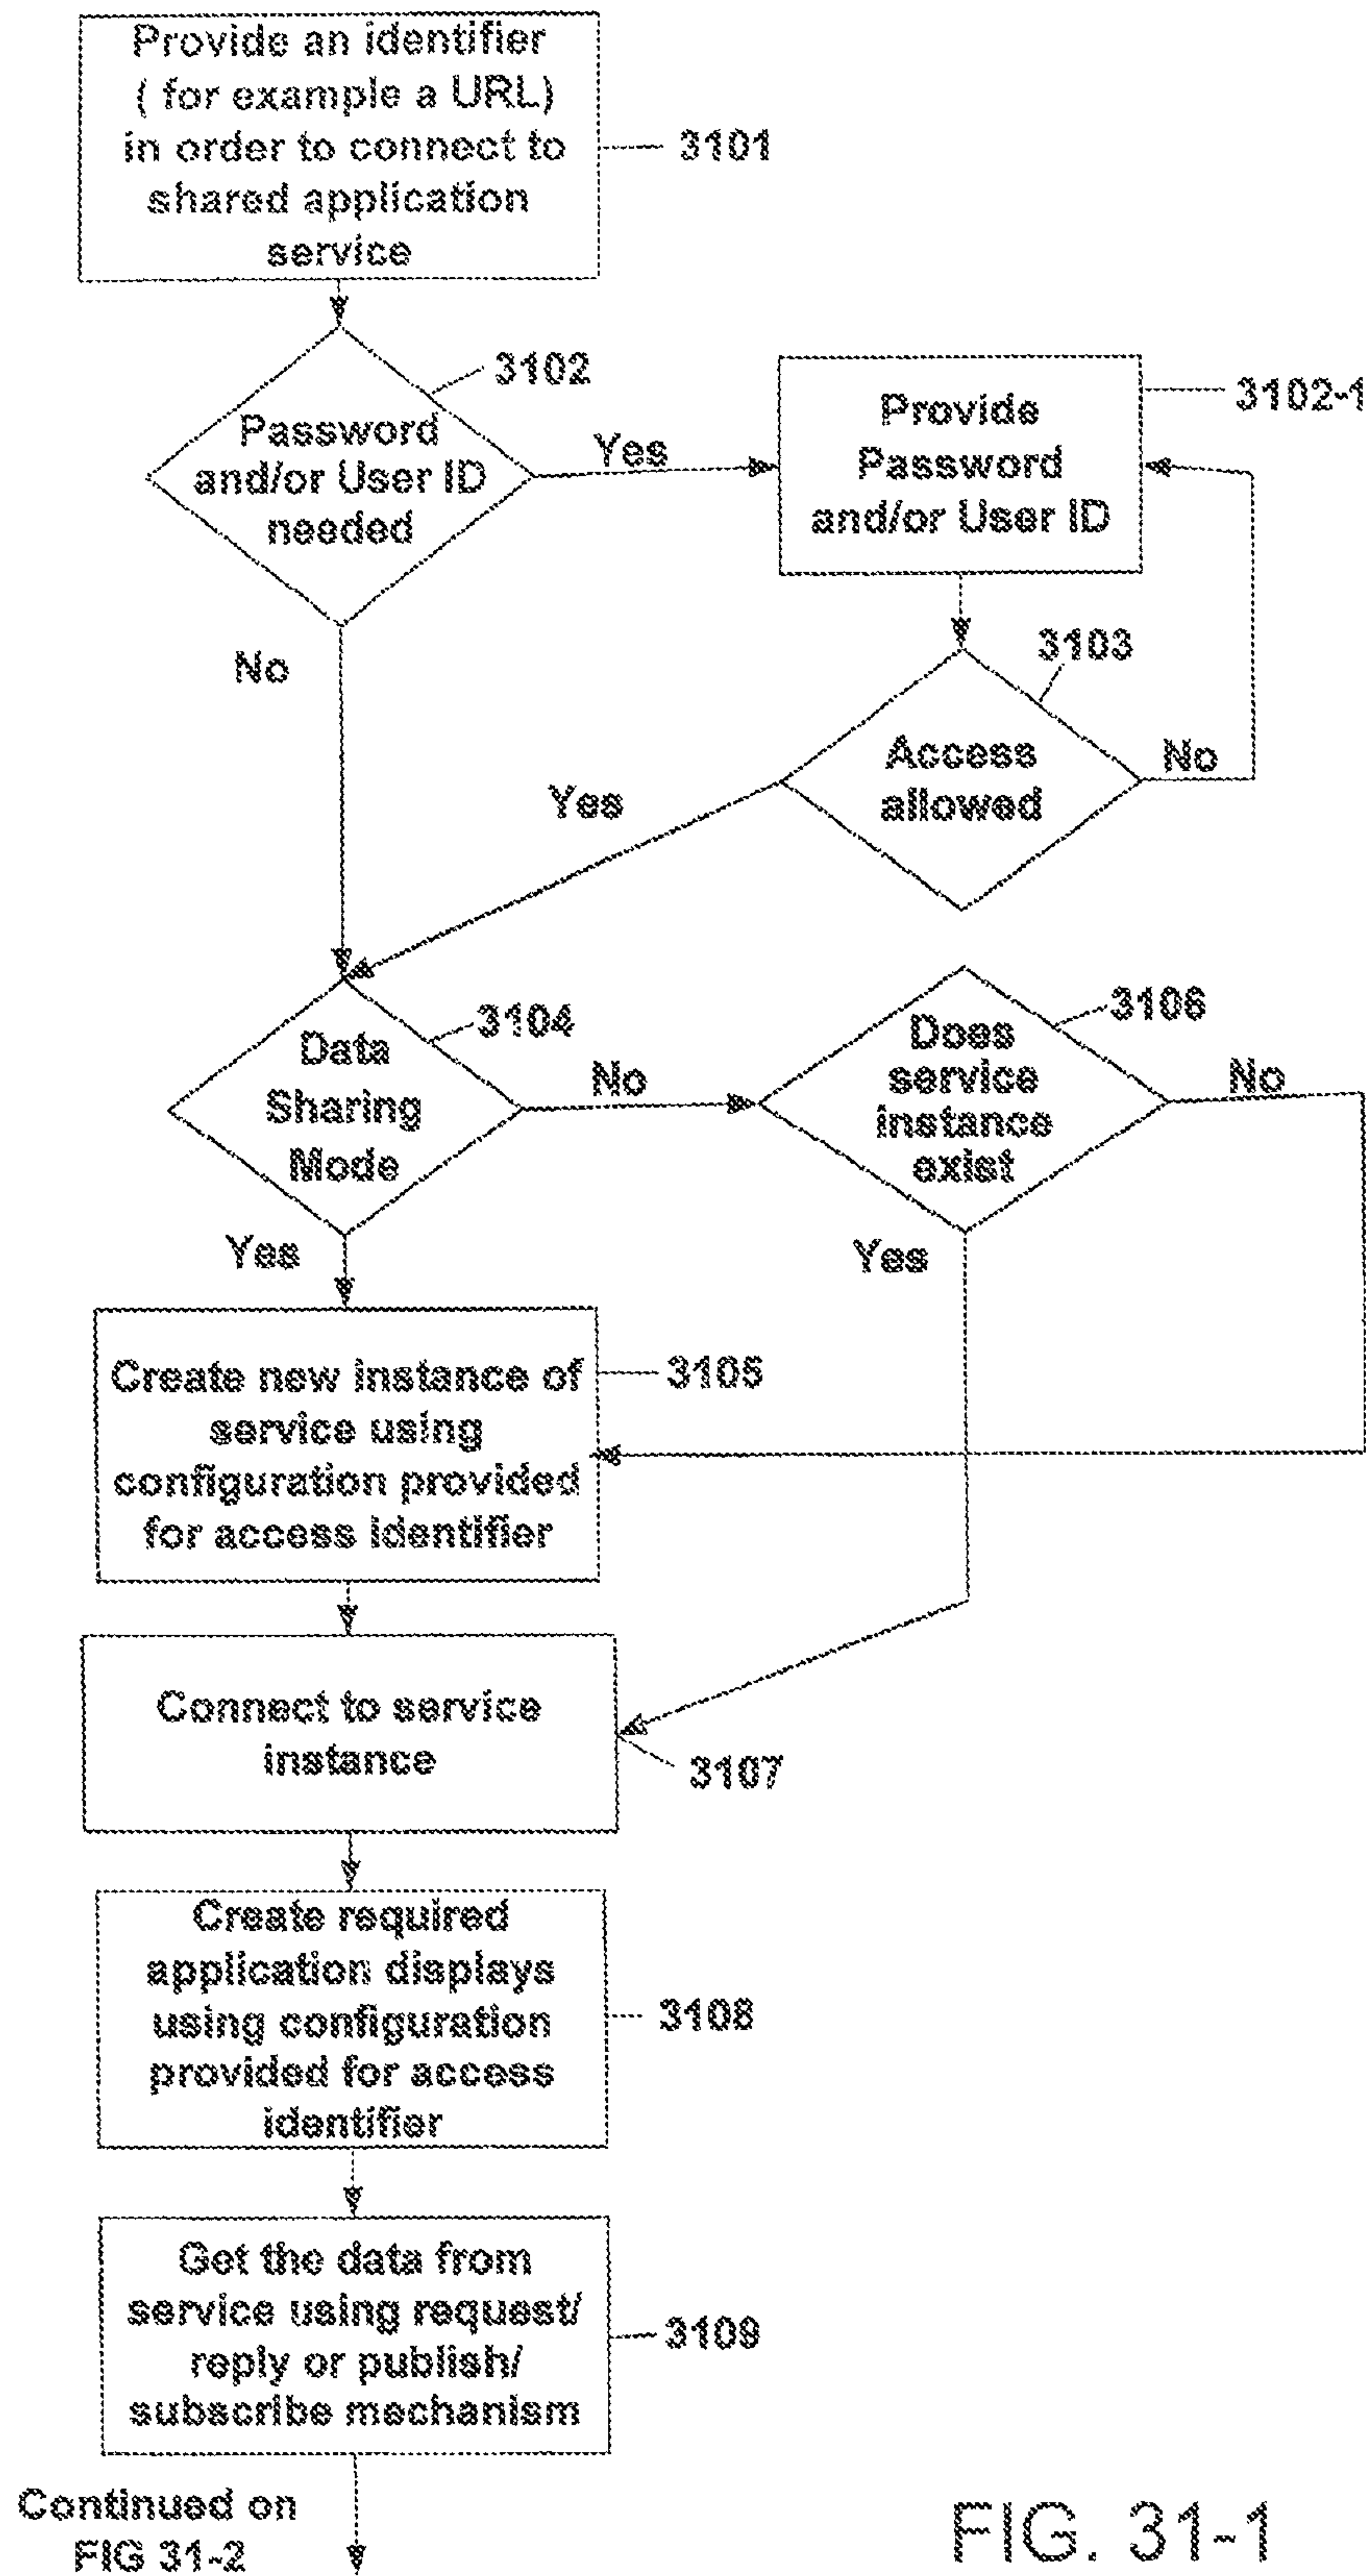 Provide an identifier
( for example a URL)
in order to connect to
shared application
service
3101
3102
Password
and/or User ID
needed
Yes
No
3102-1
Provide
Password
and/or User ID
3103
Access
allowed
No
Yes
3104
Data
Sharing
Mode
No
Yes
3106
Does
service
instance
exist
No
Yes
3105
Create new instance of
service using
configuration provided
for access identifier
Connect to service
instance
3107
Create required
application displays
using configuration
provided for access
identifier
3108
Get the data from
service using request/
reply or publish/
subscribe mechanism
3109
Continued on
FIG 31-2
FIG. 31-1